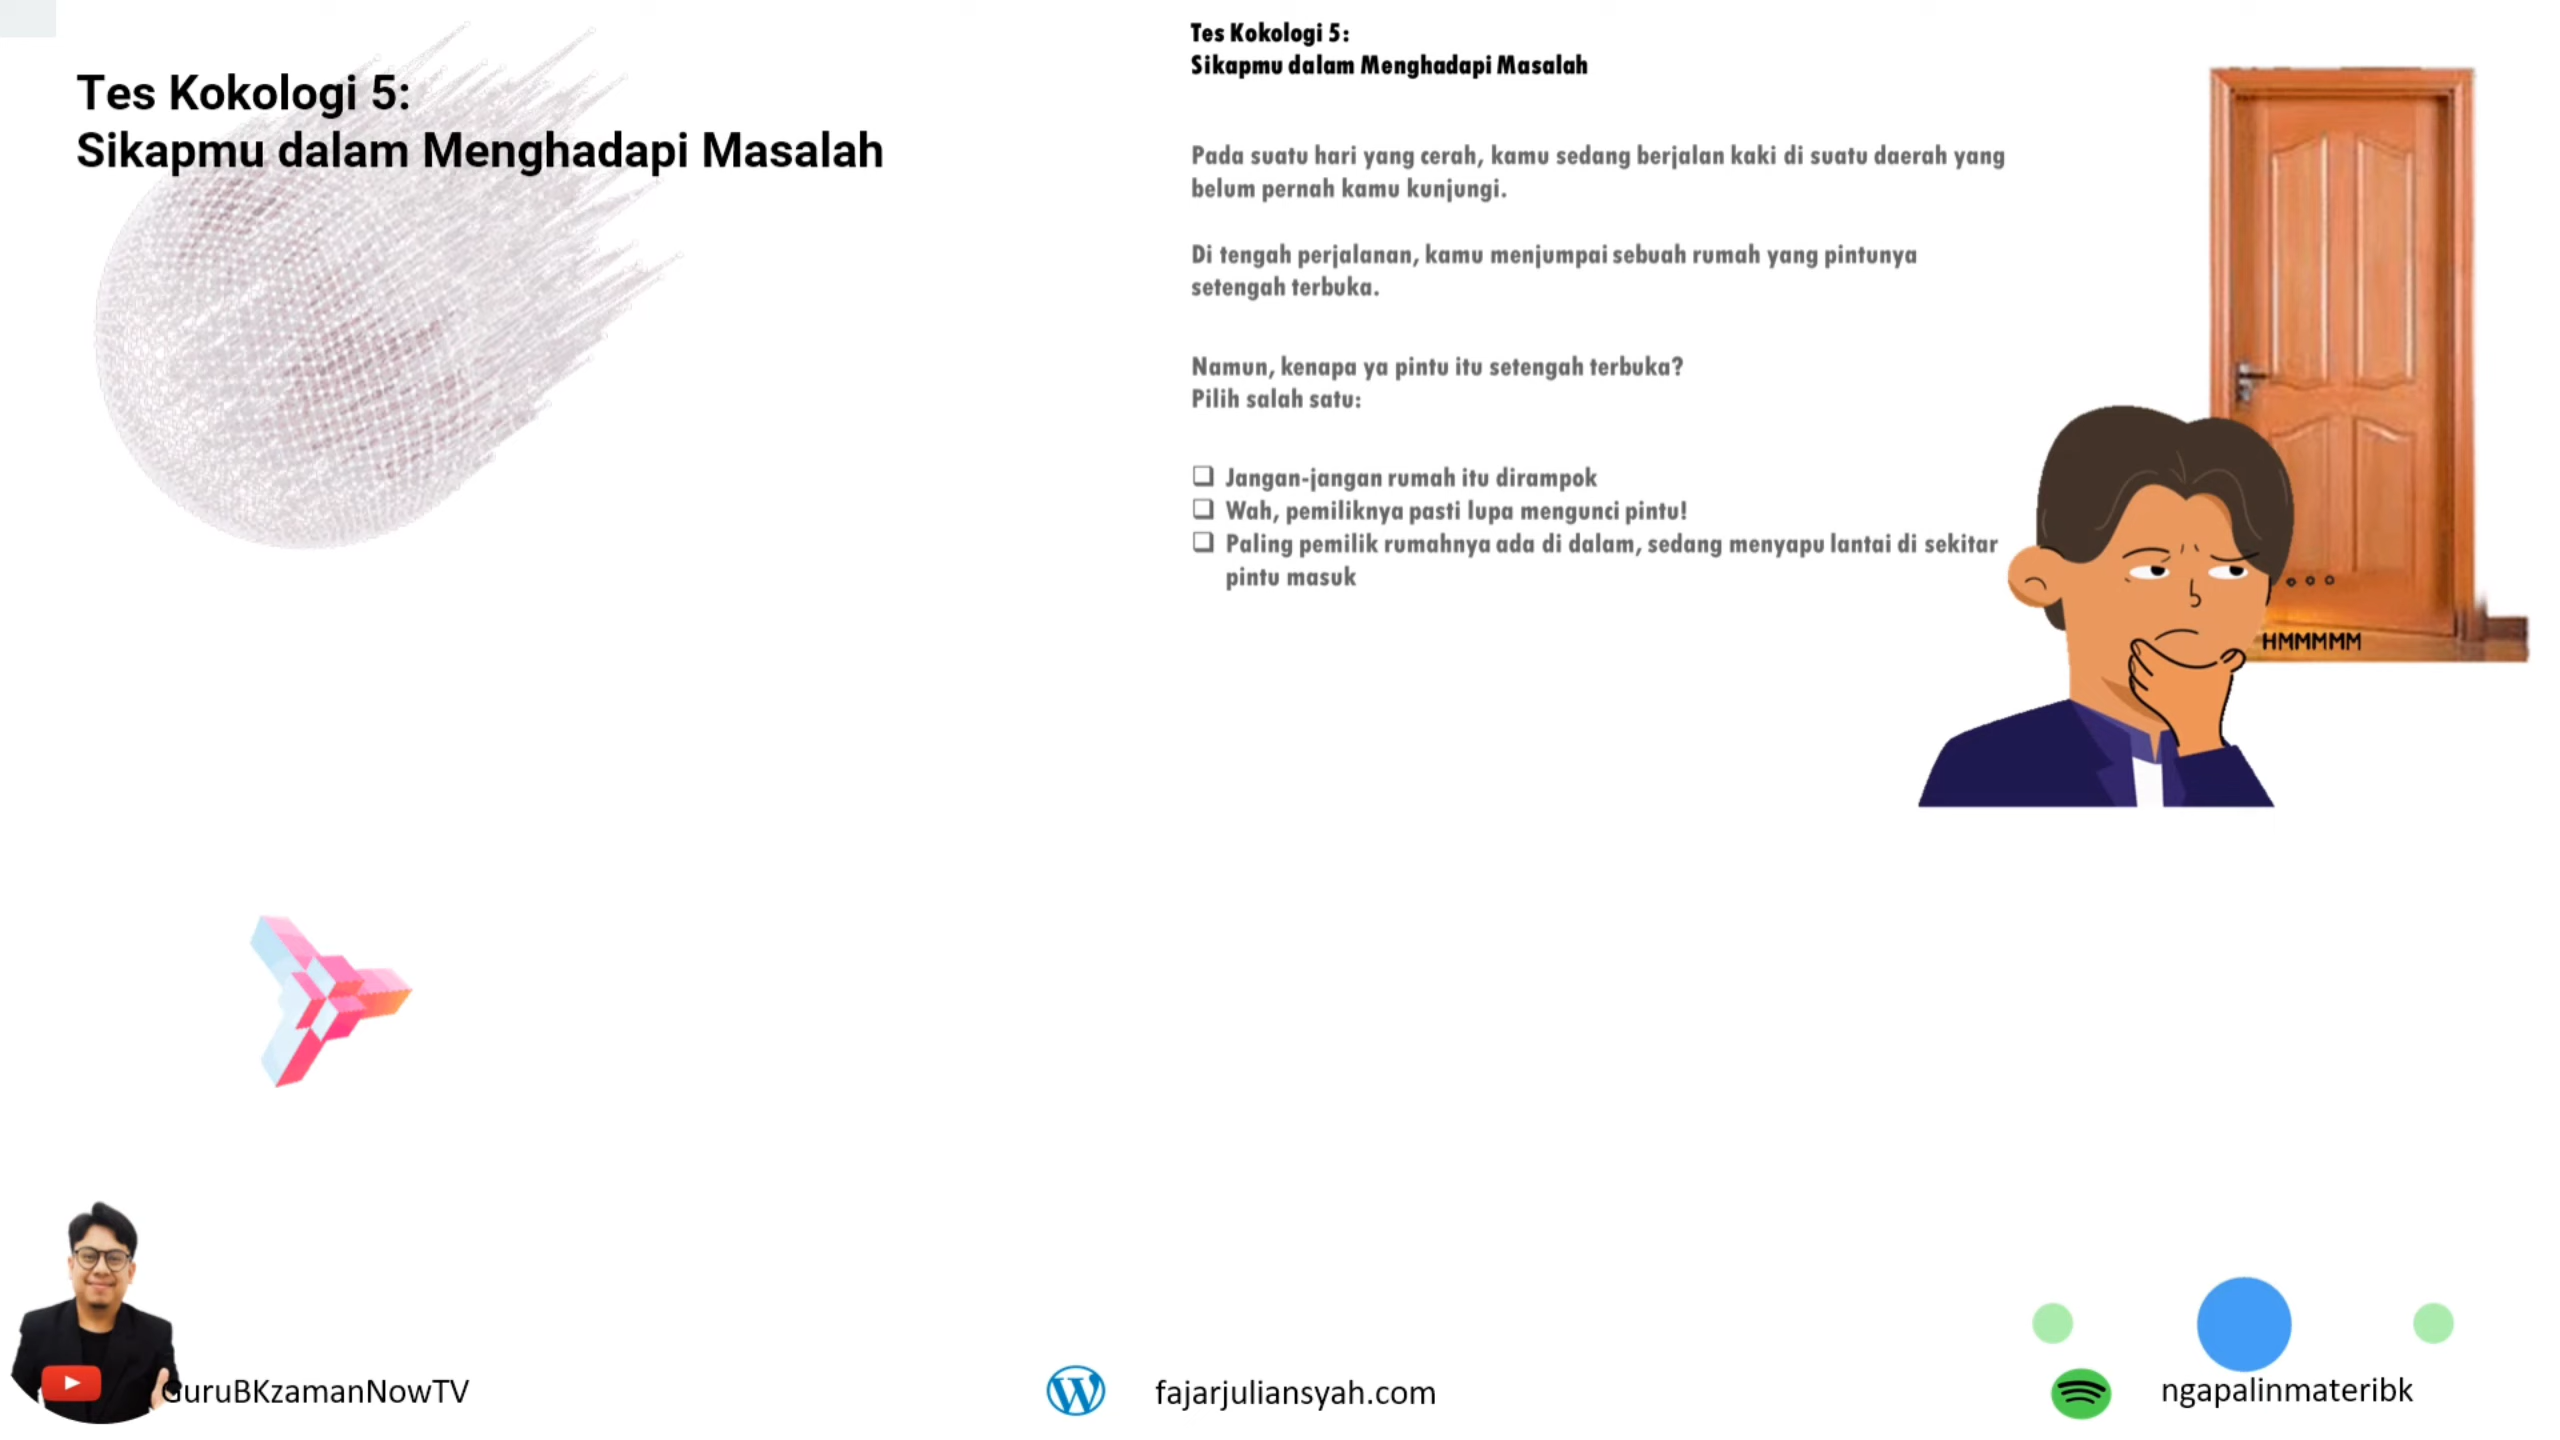 Tes Kokologi 5:
Sikapmu dalam Menghadapi Masalah
Tes Kokologi 5:
Sikapmu dalam Menghadapi Masalah
Pada suatu hari yang cerah, kamu sedang berjalan kaki di suatu daerah yang
belum pernah kamu kunjungi.
Di tengah perjalanan, kamu menjumpai sebuah rumah yang pintunya
setengah terbuka.
Namun, kenapa ya pintu itu setengah terbuka?
Pilih salah satu:
❑ Jangan-jangan rumah itu dirampok
❑ Wah, pemiliknya pasti lupa mengunci pintu!
❑ Paling pemilik rumahnya ada di dalam, sedang menyapu lantai di sekitar
pintu masuk
HMMMMM
GuruBKzamanNowTV
fajarjuliansyah.com
ngapalinmateribk